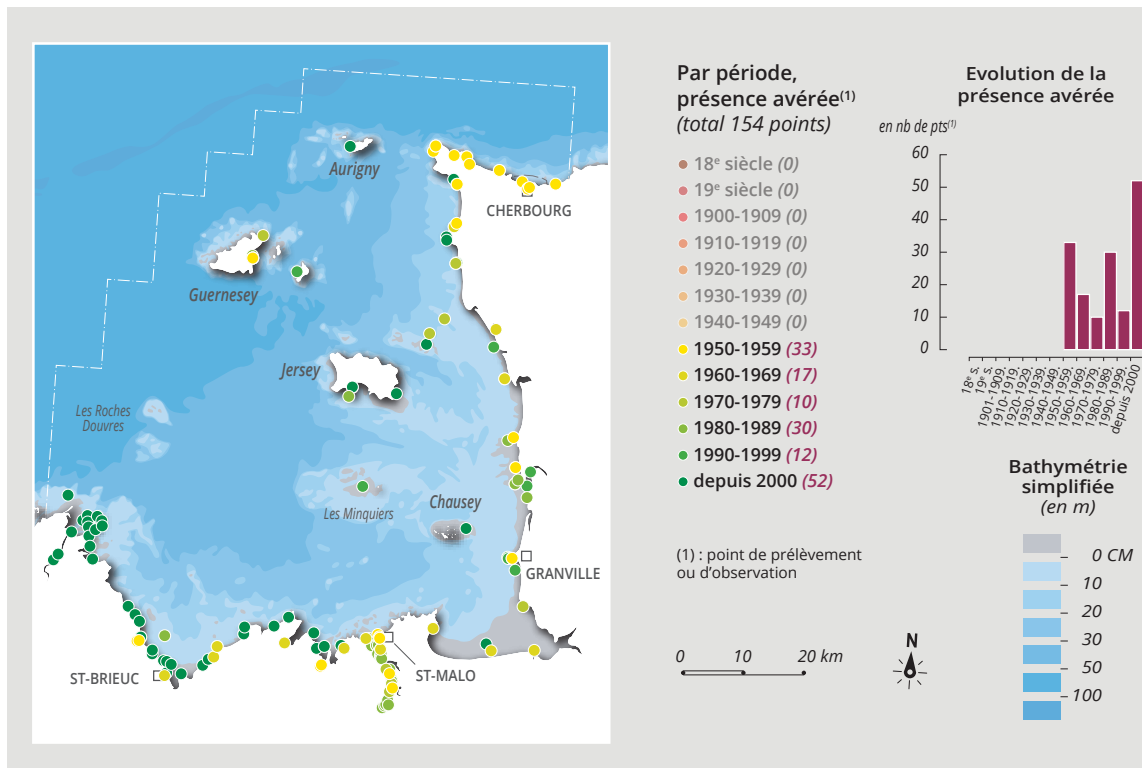 Aurigny
CHERBOURG
Guernesey
Jersey
Les Roches
Douvres
Les Minquiers
Chausey
GRANVILLE
ST-BRIEUC
ST-MALO
Par période,
présence avérée(1)
(total 154 points)
18e siècle (0)
19e siècle (0)
1900-1909 (0)
1910-1919 (0)
1920-1929 (0)
1930-1939 (0)
1940-1949 (0)
1950-1959 (33)
1960-1969 (17)
1970-1979 (10)
1980-1989 (30)
1990-1999 (12)
depuis 2000 (52)
(1) : point de prélèvement
ou d'observation
0 10 20 km
N
Evolution de la
présence avérée
en nb de pts(1)
60
50
40
30
20
10
0
18e s.
19e s.
1901-1909.
1910-1919.
1920-1929.
1930-1939.
1940-1949.
1950-1959.
1960-1969.
1970-1979.
1980-1989.
1990-1999.
depuis 2000
Bathymétrie
simplifiée
(en m)
0 CM
10
20
30
50
100